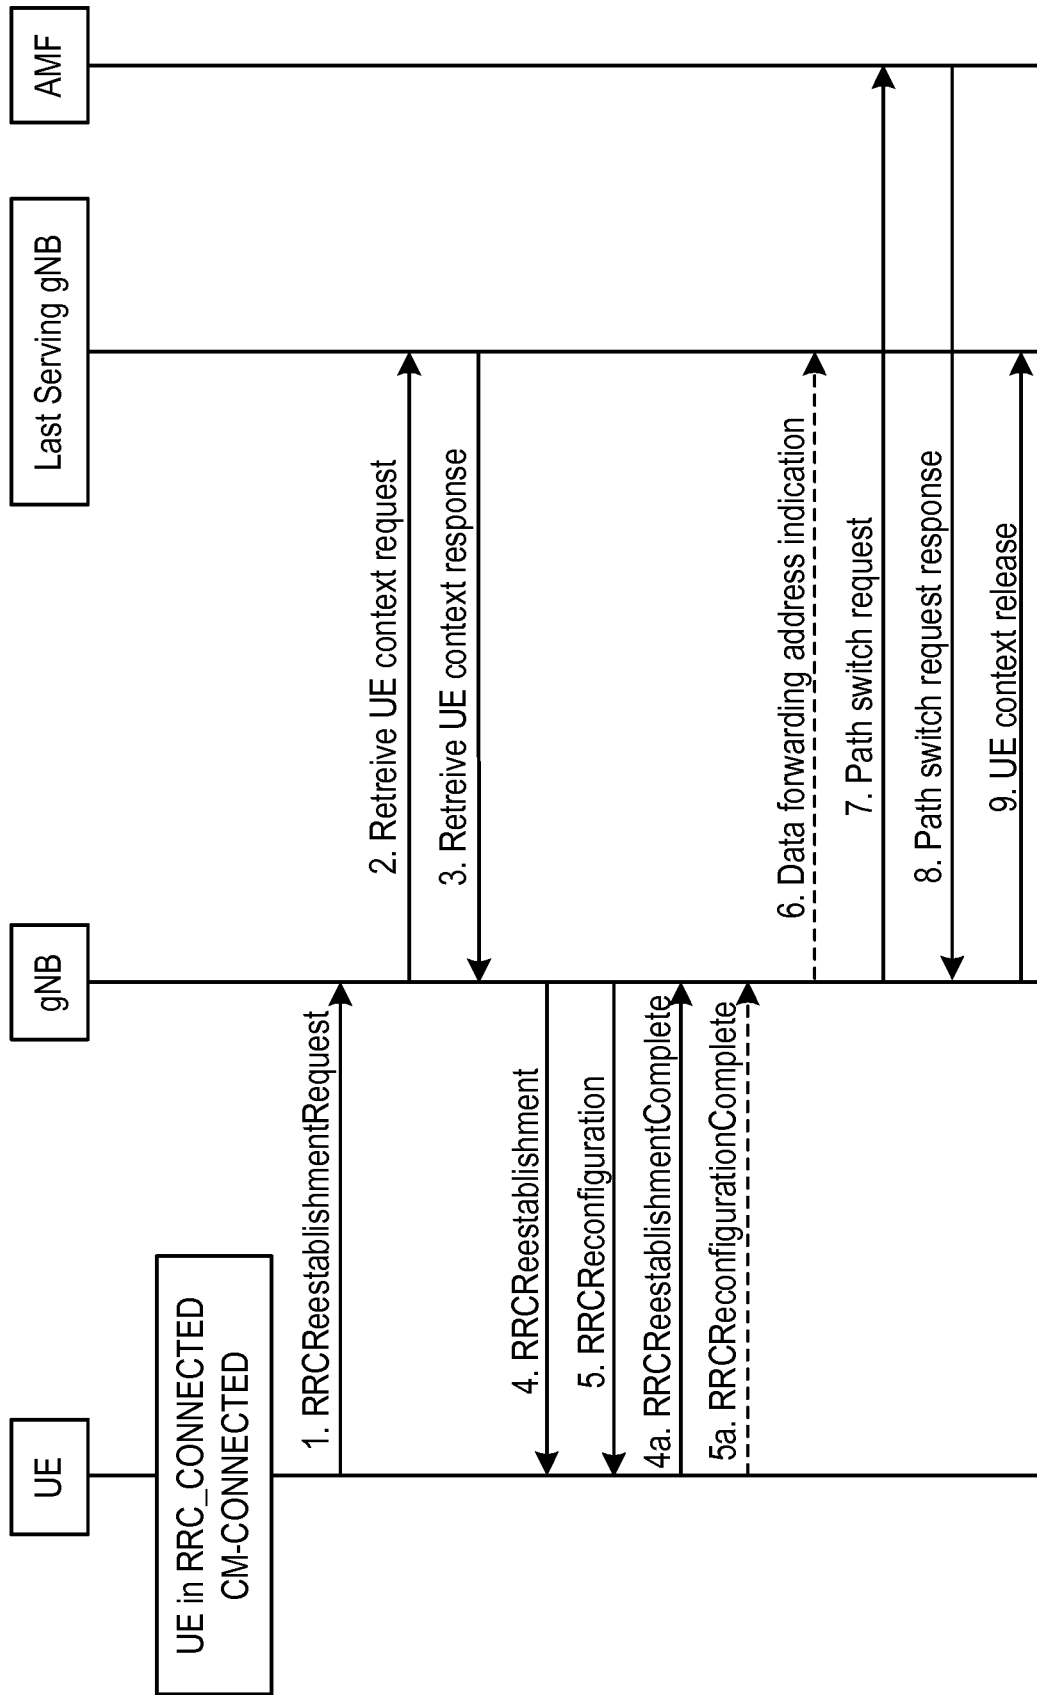 UE
gNB
Last Serving gNB
AMF
UE in RRC_CONNECTED
CM-CONNECTED
1. RRCReestablishmentRequest
2. Retreive UE context request
3. Retreive UE context response
4. RRCReestablishment
5. RRCReconfiguration
4a. RRCReestablishmentComplete
5a. RRCReconfigurationComplete
6. Data forwarding address indication
7. Path switch request
8. Path switch request response
9. UE context release